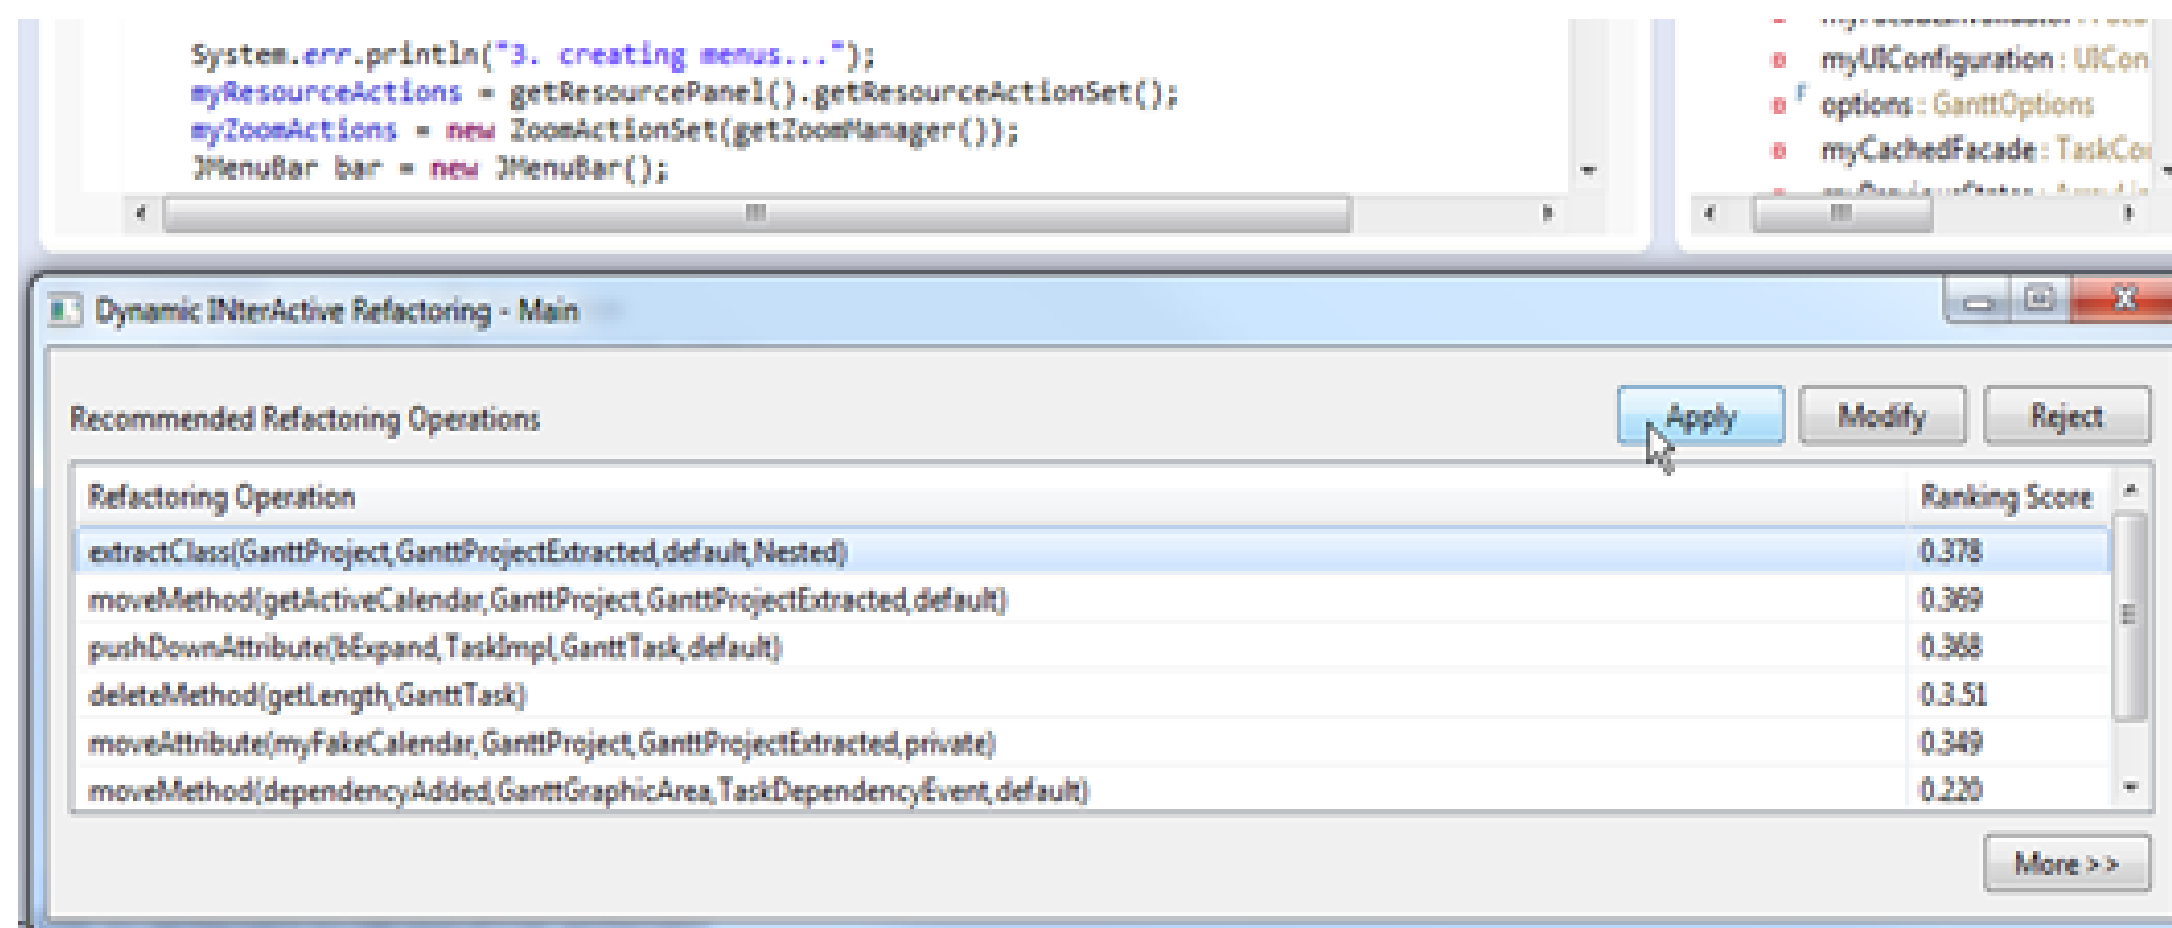 System.err.println("3. creating menus...");
myResourceActions = getResourcePanel().getResourceActionSet();
myZoomActions = new ZoomActionSet(getZoomManager());
JMenuBar bar = new JMenuBar();
myUIConfiguration : UICon
F options : GanttOptions
myCachedFacade : TaskCo
Dynamic INterActive Refactoring - Main
Recommended Refactoring Operations
Apply Modify Reject
Refactoring Operation Ranking Score
extractClass(GanttProject,GanttProjectExtracted,default,Nested) 0.378
moveMethod(getActiveCalendar,GanttProject,GanttProjectExtracted,default) 0.369
pushDownAttribute(bExpand,TaskImpl,GanttTask,default) 0.368
deleteMethod(getLength,GanttTask) 0.3.51
moveAttribute(myFakeCalendar,GanttProject,GanttProjectExtracted,private) 0.349
moveMethod(dependencyAdded,GanttGraphicArea,TaskDependencyEvent,default) 0.220
More >>